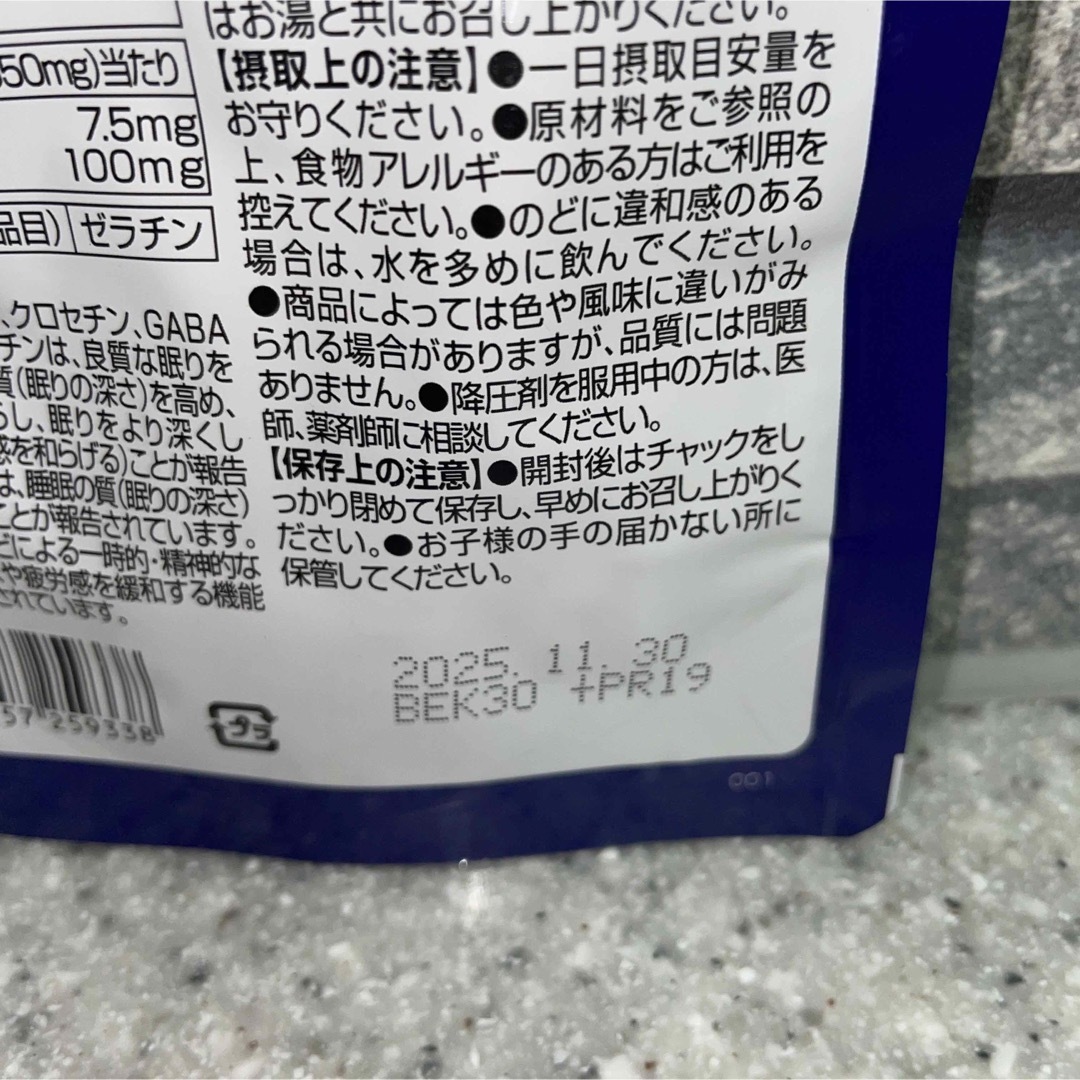 はお湯と共にお召し上がりください。
【摂取上の注意】●一日摂取目安量を
お守りください。●原材料をご参照の
上、食物アレルギーのある方はご利用を
控えてください。●のどに違和感のある
場合は、水を多めに飲んでください。
●商品によっては色や風味に違いがみ
られる場合がありますが、品質には問題
ありません。●降圧剤を服用中の方は、医
師、薬剤師に相談してください。
【保存上の注意】●開封後はチャックをし
っかり閉めて保存し、早めにお召し上がりく
ださい。●お子様の手の届かない所に
保管してください。
50mg)当たり
7.5mg
100mg
品目) ゼラチン
、クロセチン、GABA
チンは、良質な眠りを
質(眠りの深さ)を高め、
らし、眠りをより深くし
感を和らげる)ことが報告
は、睡眠の質(眠りの深さ)
ことが報告されています。
どによる一時的・精神的な
や疲労感を緩和する機能
されています。
57 259338
プラ
2025.11.30
BEK30 +PR19
001